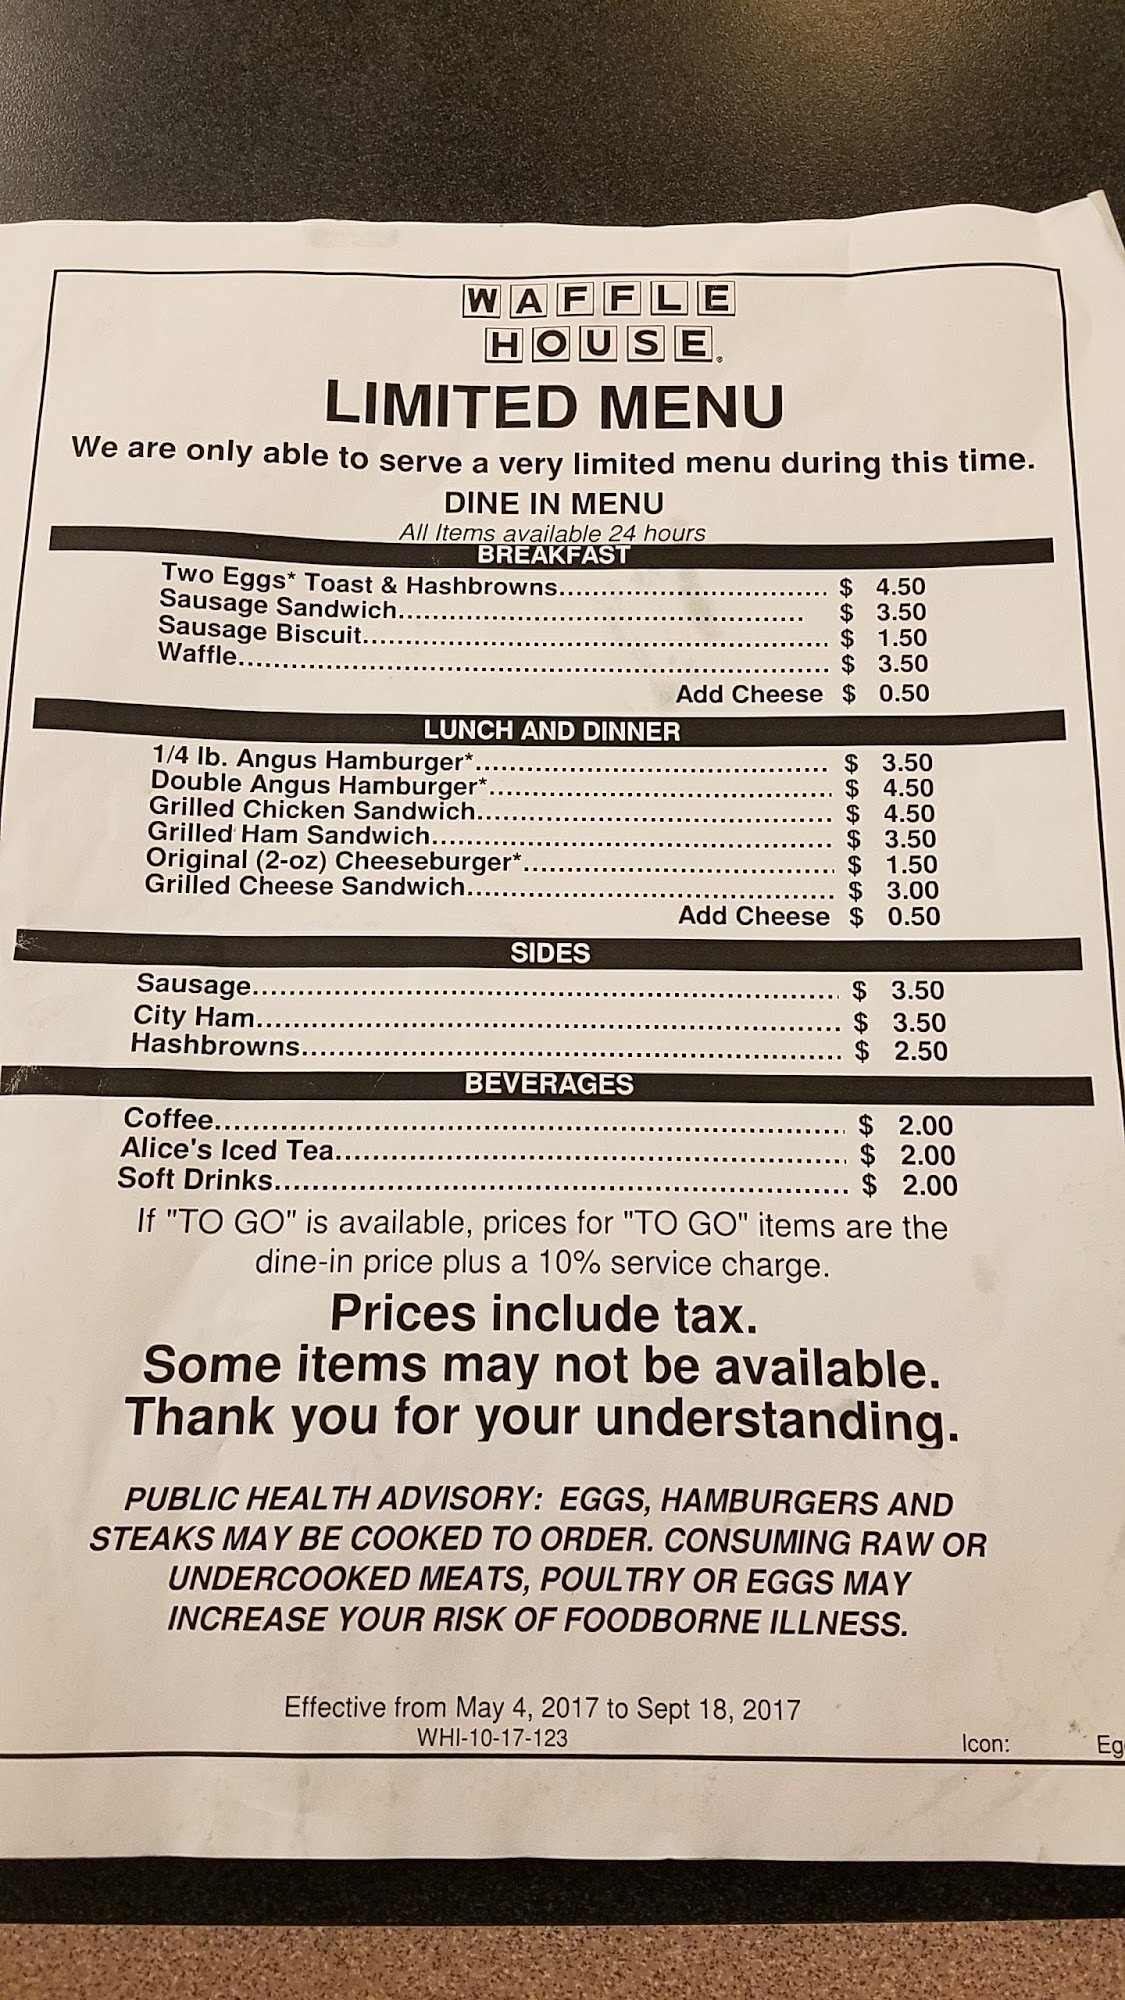 WAFFLE
HOUSE®
LIMITED MENU
We are only able to serve a very limited menu during this time.
DINE IN MENU
All Items available 24 hours
BREAKFAST
Two Eggs* Toast & Hashbrowns.............................. $ 4.50
Sausage Sandwich.............................................. $ 3.50
Sausage Biscuit..................................................... $ 1.50
Waffle.................................................................... $ 3.50
Add Cheese $ 0.50
LUNCH AND DINNER
1/4 lb. Angus Hamburger*........................................ $ 3.50
Double Angus Hamburger*....................................... $ 4.50
Grilled Chicken Sandwich........................................ $ 4.50
Grilled Ham Sandwich............................................. $ 3.50
Original (2-oz) Cheeseburger*................................... $ 1.50
Grilled Cheese Sandwich.......................................... $ 3.00
Add Cheese $ 0.50
SIDES
Sausage................................................................... $ 3.50
City Ham.................................................................. $ 3.50
Hashbrowns............................................................. $ 2.50
BEVERAGES
Coffee....................................................................... $ 2.00
Alice's Iced Tea......................................................... $ 2.00
Soft Drinks................................................................ $ 2.00
If "TO GO" is available, prices for "TO GO" items are the
dine-in price plus a 10% service charge.
Prices include tax.
Some items may not be available.
Thank you for your understanding.
PUBLIC HEALTH ADVISORY: EGGS, HAMBURGERS AND
STEAKS MAY BE COOKED TO ORDER. CONSUMING RAW OR
UNDERCOOKED MEATS, POULTRY OR EGGS MAY
INCREASE YOUR RISK OF FOODBORNE ILLNESS.
Effective from May 4, 2017 to Sept 18, 2017
WHI-10-17-123
Icon: